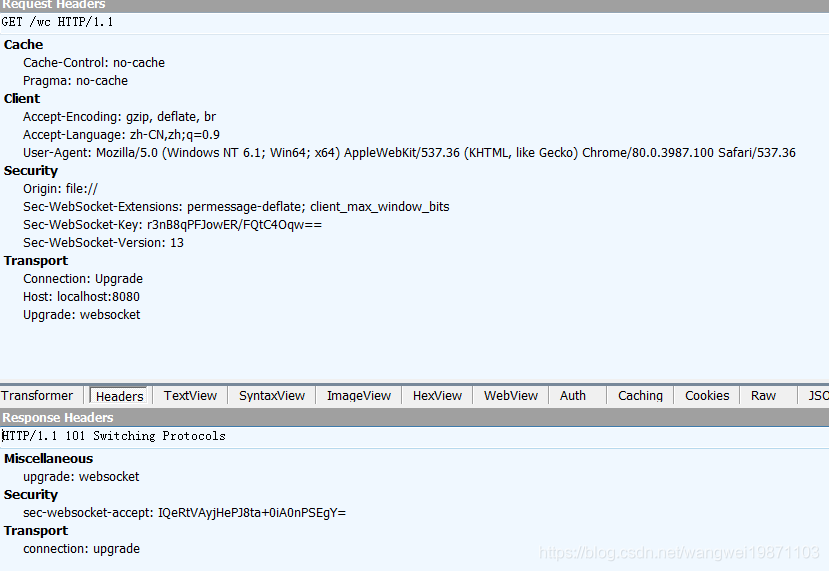 Request Headers
GET /wc HTTP/1.1
Cache
Cache-Control: no-cache
Pragma: no-cache
Client
Accept-Encoding: gzip, deflate, br
Accept-Language: zh-CN,zh;q=0.9
User-Agent: Mozilla/5.0 (Windows NT 6.1; Win64; x64) AppleWebKit/537.36 (KHTML, like Gecko) Chrome/80.0.3987.100 Safari/537.36
Security
Origin: file://
Sec-WebSocket-Extensions: permessage-deflate; client_max_window_bits
Sec-WebSocket-Key: r3nB8qPFJowER/FQtC4Oqw==
Sec-WebSocket-Version: 13
Transport
Connection: Upgrade
Host: localhost:8080
Upgrade: websocket
Transformer Headers TextView SyntaxView ImageView HexView WebView Auth Caching Cookies Raw JSO
Response Headers
HTTP/1.1 101 Switching Protocols
Miscellaneous
upgrade: websocket
Security
sec-websocket-accept: IQeRtVAyjHePJ8ta+0iA0nPSEgY=
Transport
connection: upgrade
https://blog.csdn.net/wangwei19871103